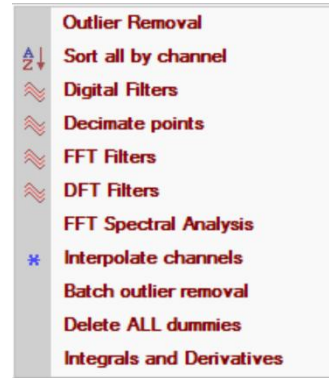 Outlier Removal
Sort all by channel
Digital Filters
Decimate points
FFT Filters
DFT Filters
FFT Spectral Analysis
Interpolate channels
Batch outlier removal
Delete ALL dummies
Integrals and Derivatives